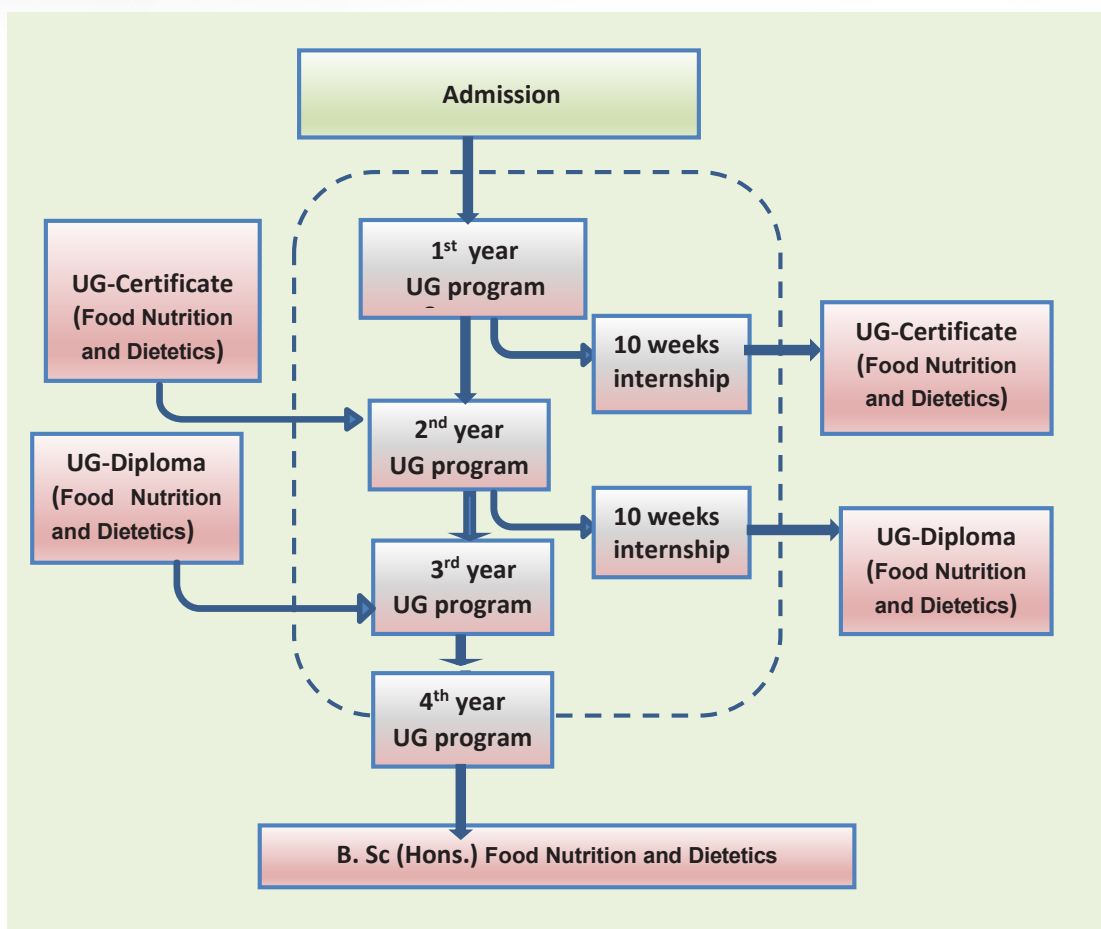 Admission
1st year
UG program
UG-Certificate
(Food Nutrition
and Dietetics)
10 weeks
internship
UG-Certificate
(Food Nutrition
and Dietetics)
2nd year
UG program
UG-Diploma
(Food Nutrition
and Dietetics)
10 weeks
internship
UG-Diploma
(Food Nutrition
and Dietetics)
3rd year
UG program
4th year
UG program
B. Sc (Hons.) Food Nutrition and Dietetics